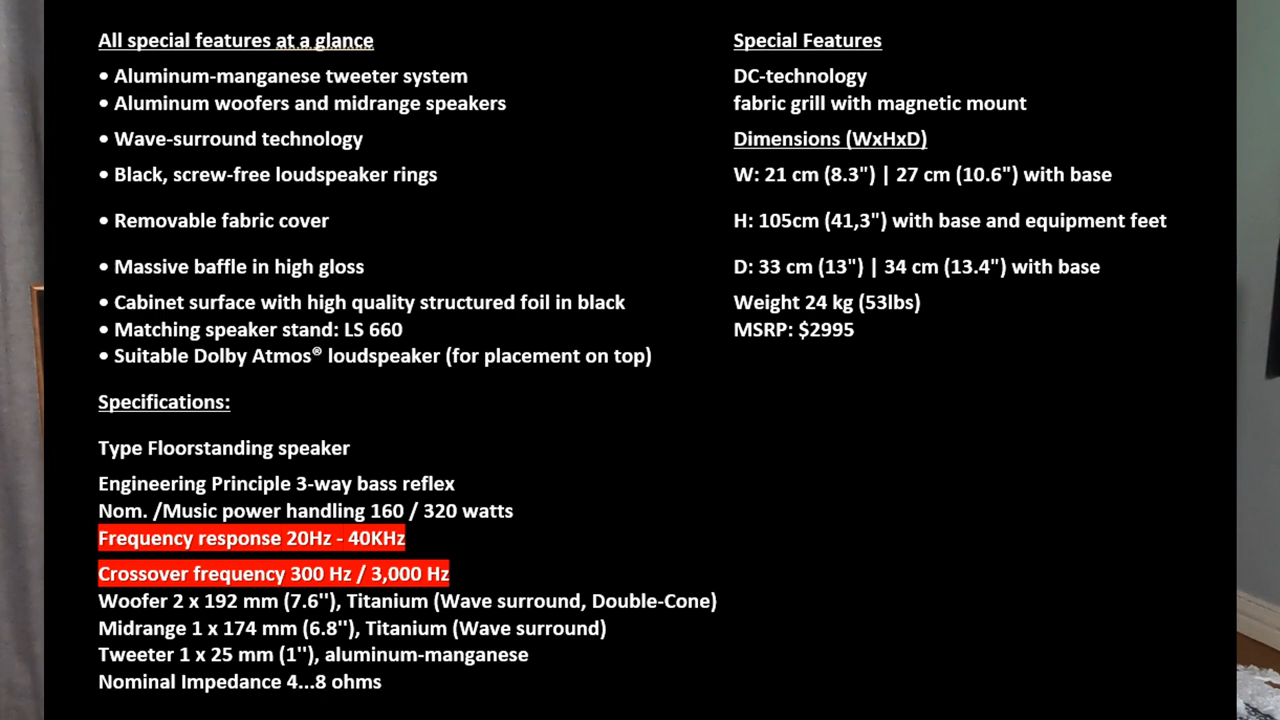 All special features at a glance
• Aluminum-manganese tweeter system
• Aluminum woofers and midrange speakers
• Wave-surround technology
• Black, screw-free loudspeaker rings
• Removable fabric cover
• Massive baffle in high gloss
• Cabinet surface with high quality structured foil in black
• Matching speaker stand: LS 660
• Suitable Dolby Atmos® loudspeaker (for placement on top)
Specifications:
Type Floorstanding speaker
Engineering Principle 3-way bass reflex
Nom. /Music power handling 160 / 320 watts
Frequency response 20Hz - 40KHz
Crossover frequency 300 Hz / 3,000 Hz
Woofer 2 x 192 mm (7.6''), Titanium (Wave surround, Double-Cone)
Midrange 1 x 174 mm (6.8''), Titanium (Wave surround)
Tweeter 1 x 25 mm (1''), aluminum-manganese
Nominal Impedance 4...8 ohms
Special Features
DC-technology
fabric grill with magnetic mount
Dimensions (WxHxD)
W: 21 cm (8.3") | 27 cm (10.6") with base
H: 105cm (41,3") with base and equipment feet
D: 33 cm (13") | 34 cm (13.4") with base
Weight 24 kg (53lbs)
MSRP: $2995